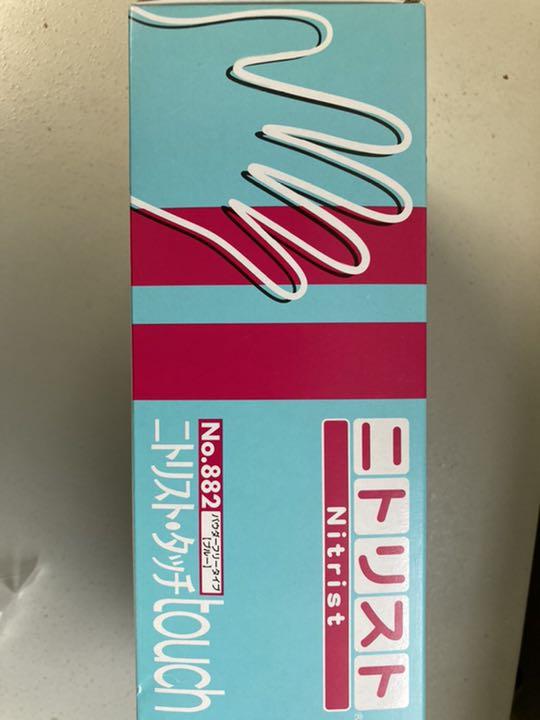 ニトリスト®
Nitrist
No.882 パウダーフリータイプ
[ブルー]
ニトリスト・タッチtouch